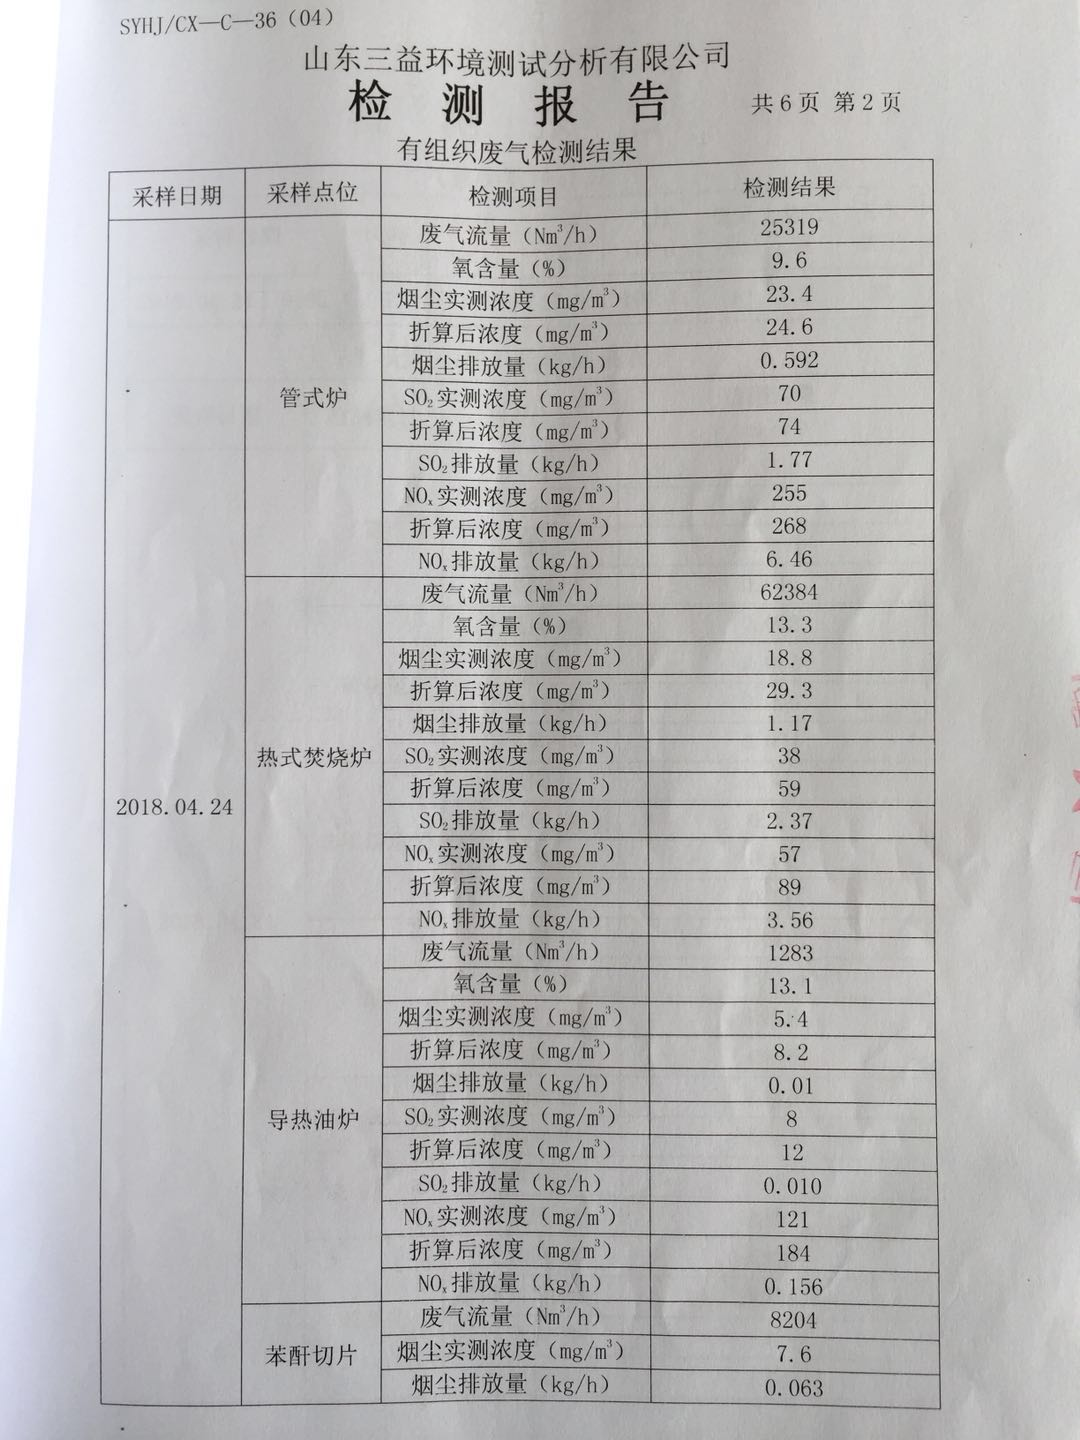 SYHJ/CX—C—36（04）
山东三益环境测试分析有限公司
检 测 报 告
共6页 第2页
有组织废气检测结果
采样日期 采样点位 检测项目 检测结果
2018.04.24
管式炉
废气流量（Nm³/h） 25319
氧含量（%） 9.6
烟尘实测浓度（mg/m³） 23.4
折算后浓度（mg/m³） 24.6
烟尘排放量（kg/h） 0.592
SO₂实测浓度（mg/m³） 70
折算后浓度（mg/m³） 74
SO₂排放量（kg/h） 1.77
NOₓ实测浓度（mg/m³） 255
折算后浓度（mg/m³） 268
NOₓ排放量（kg/h） 6.46
热式焚烧炉
废气流量（Nm³/h） 62384
氧含量（%） 13.3
烟尘实测浓度（mg/m³） 18.8
折算后浓度（mg/m³） 29.3
烟尘排放量（kg/h） 1.17
SO₂实测浓度（mg/m³） 38
折算后浓度（mg/m³） 59
SO₂排放量（kg/h） 2.37
NOₓ实测浓度（mg/m³） 57
折算后浓度（mg/m³） 89
NOₓ排放量（kg/h） 3.56
导热油炉
废气流量（Nm³/h） 1283
氧含量（%） 13.1
烟尘实测浓度（mg/m³） 5.4
折算后浓度（mg/m³） 8.2
烟尘排放量（kg/h） 0.01
SO₂实测浓度（mg/m³） 8
折算后浓度（mg/m³） 12
SO₂排放量（kg/h） 0.010
NOₓ实测浓度（mg/m³） 121
折算后浓度（mg/m³） 184
NOₓ排放量（kg/h） 0.156
苯酐切片
废气流量（Nm³/h） 8204
烟尘实测浓度（mg/m³） 7.6
烟尘排放量（kg/h） 0.063